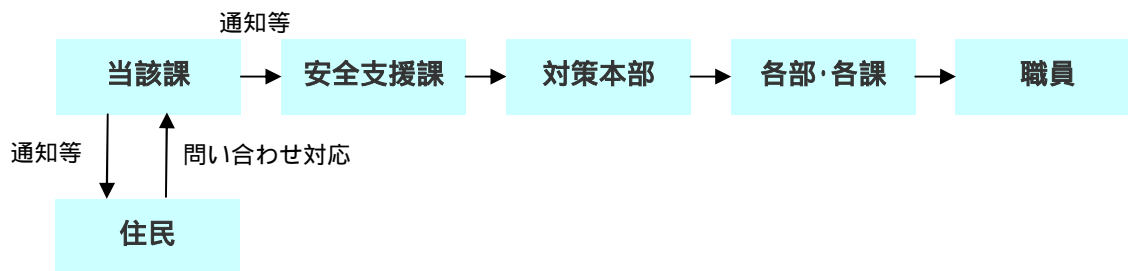 通知等
当該課
安全支援課
対策本部
各部・各課
職員
通知等
問い合わせ対応
住民